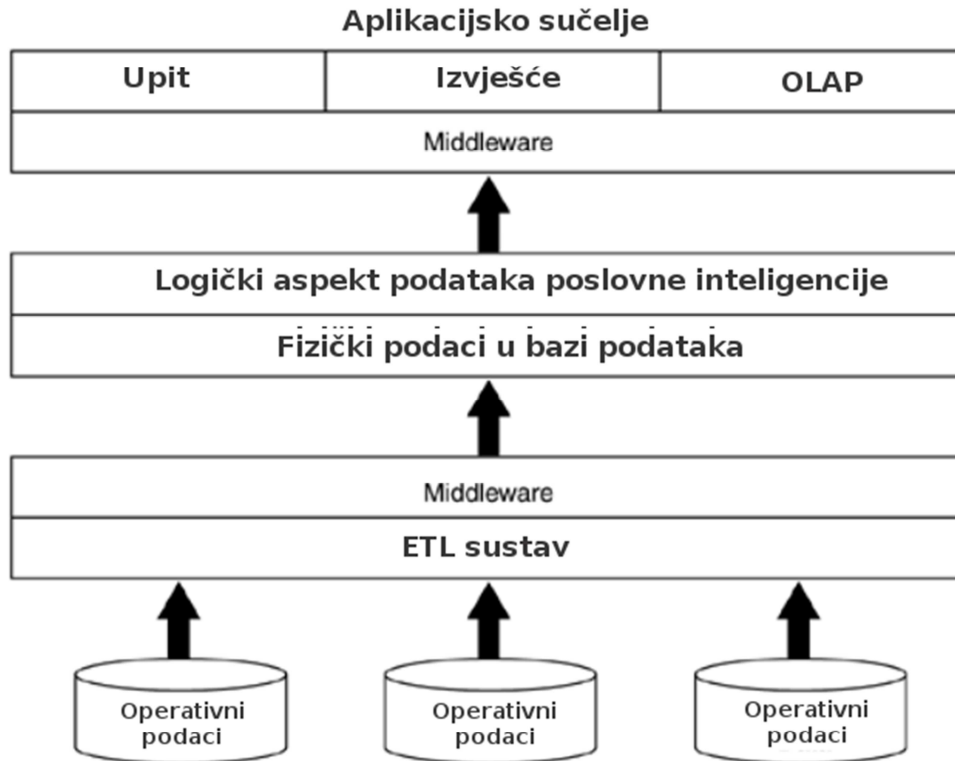 Aplikacijsko sučelje
Upit
Izvješće
OLAP
Middleware
Logički aspekt podataka poslovne inteligencije
Fizički podaci u bazi podataka
Middleware
ETL sustav
Operativni
podaci
Operativni
podaci
Operativni
podaci